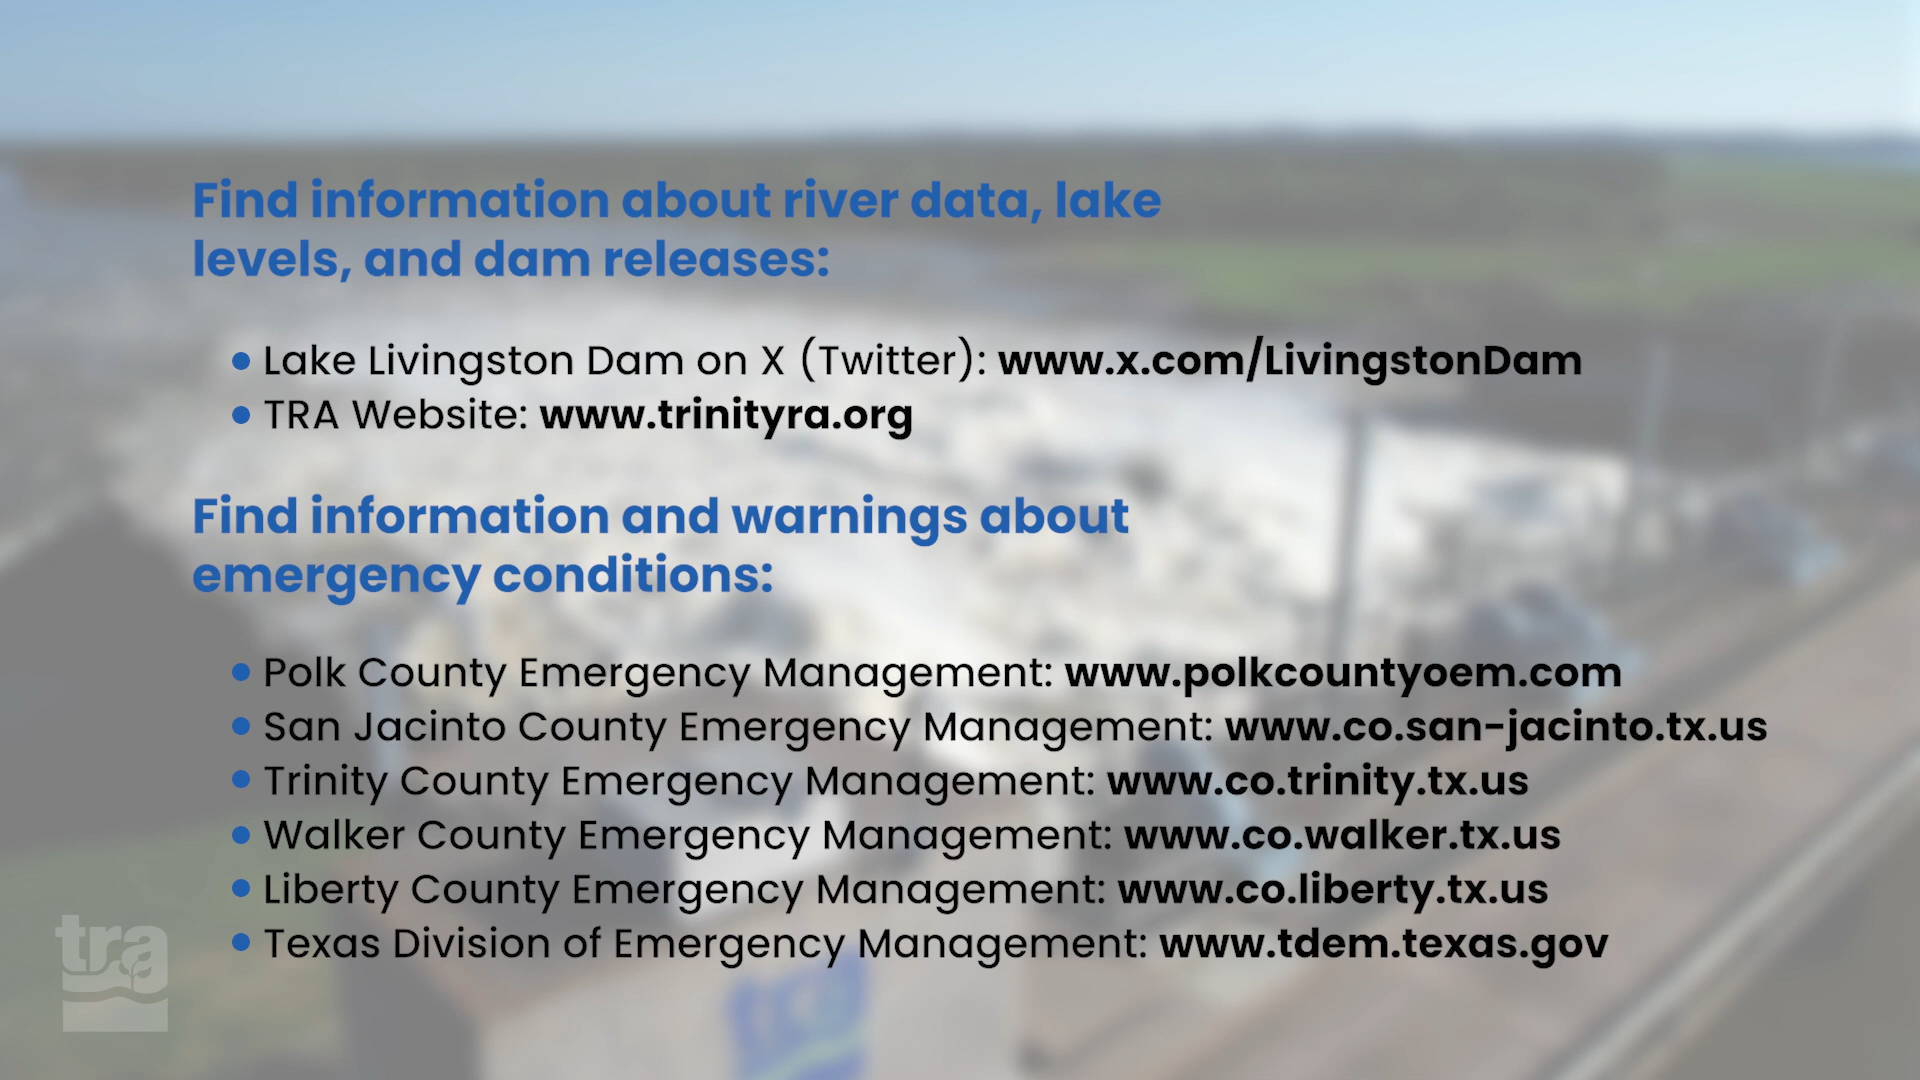 Find information about river data, lake
levels, and dam releases:
Lake Livingston Dam on X (Twitter): www.x.com/LivingstonDam
TRA Website: www.trinityra.org
Find information and warnings about
emergency conditions:
Polk County Emergency Management: www.polkcountyoem.com
San Jacinto County Emergency Management: www.co.san-jacinto.tx.us
Trinity County Emergency Management: www.co.trinity.tx.us
Walker County Emergency Management: www.co.walker.tx.us
Liberty County Emergency Management: www.co.liberty.tx.us
Texas Division of Emergency Management: www.tdem.texas.gov
tra
tra